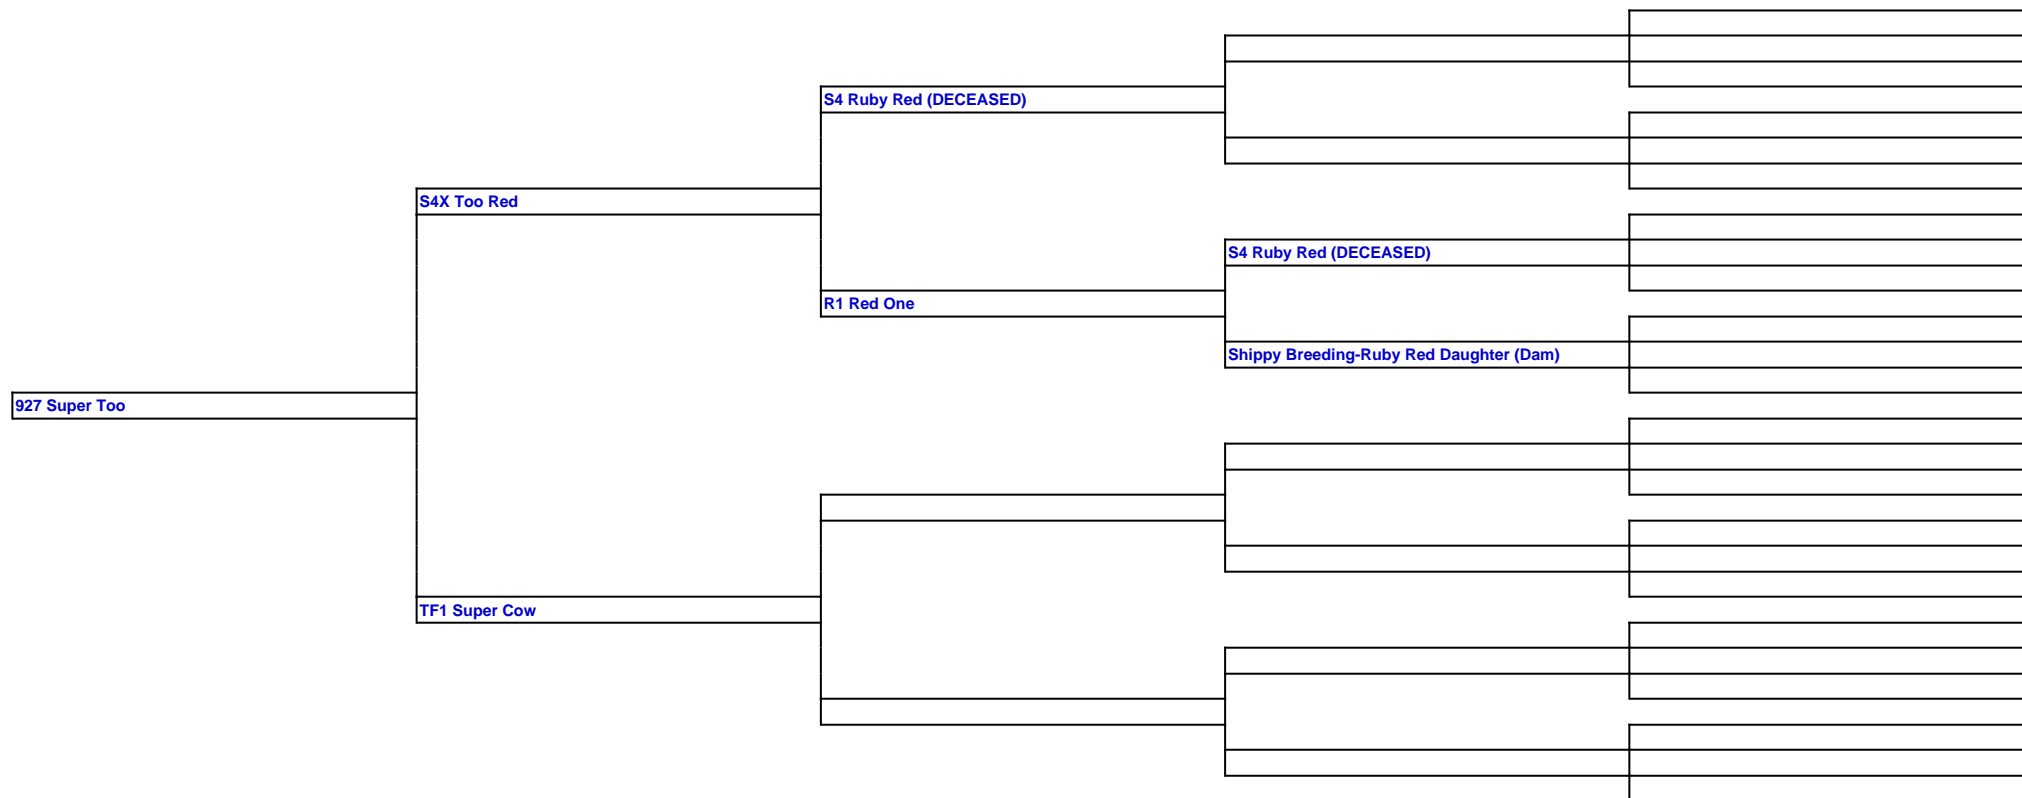 S4 Ruby Red (DECEASED)
S4X Too Red
S4 Ruby Red (DECEASED)
R1 Red One
Shippy Breeding-Ruby Red Daughter (Dam)
927 Super Too
TF1 Super Cow